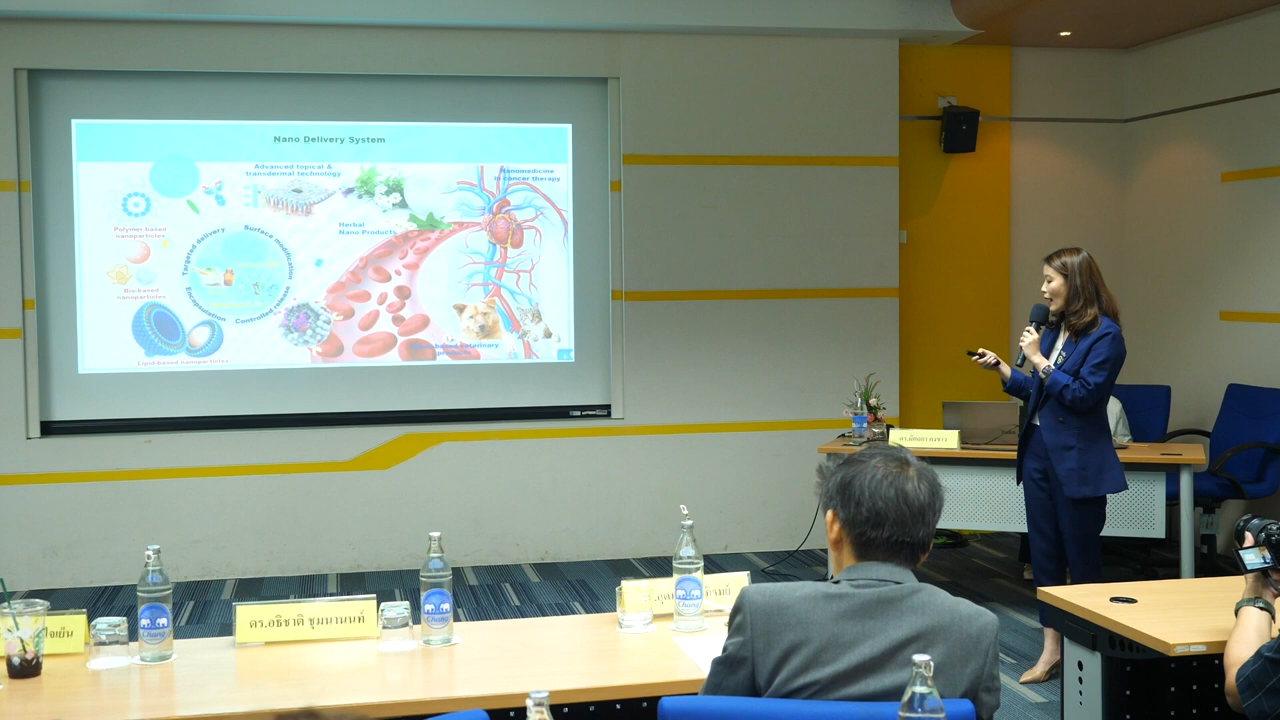 Nano Delivery System
Advanced topical &
transdermal technology
Nanomedicine
in cancer therapy
Herbal
Nano Products
Polymer-based
nanoparticles
Targeted delivery
Surface modification
Encapsulation
Controlled release
Bio-based
nanoparticles
Lipid-based nanoparticles
veterinary
products
ดร.อธิชาติ ชุมนานนท์
Chang
Chang
Chang